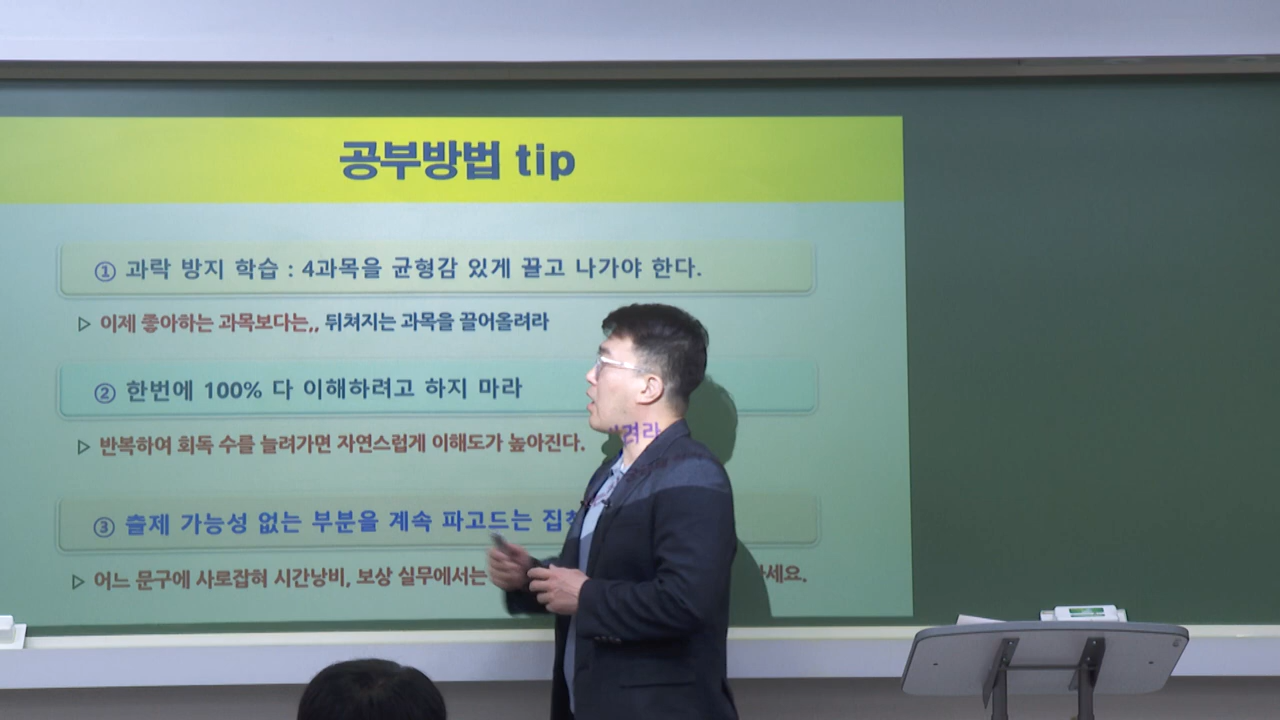 공부방법 tip
① 과락 방지 학습 : 4과목을 균형감 있게 끌고 나가야 한다.
▷ 이제 좋아하는 과목보다는,, 뒤쳐지는 과목을 끌어올려라
② 한번에 100% 다 이해하려고 하지 마라
▷ 반복하여 회독 수를 늘려가면 자연스럽게 이해도가 높아진다.
③ 출제 가능성 없는 부분을 계속 파고드는
려라
▷ 어느 문구에 사로잡혀 시간낭비, 보상 실무에서는 세요.